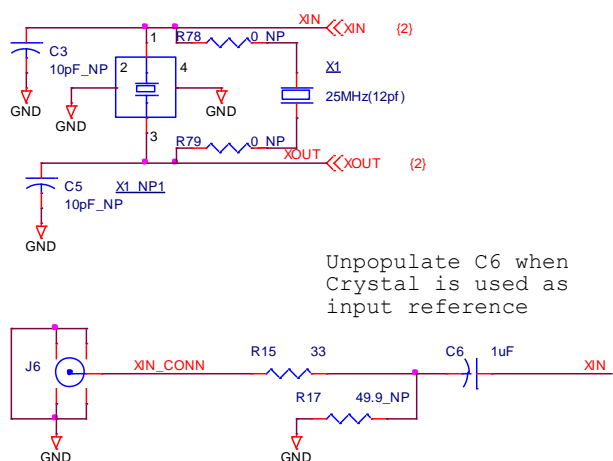 XIN
R78 0_NP XIN {2}
C3 1 X1
10pF_NP 2 4
25MHz(12pf)
GND GND GND
3 R79 0_NP
XOUT XOUT {2}
C5 X1_NP1
10pF_NP
GND
Unpopulate C6 when
Crystal is used as
input reference
J6 XIN_CONN R15 33 C6 1uF XIN
R17 49.9_NP
GND GND